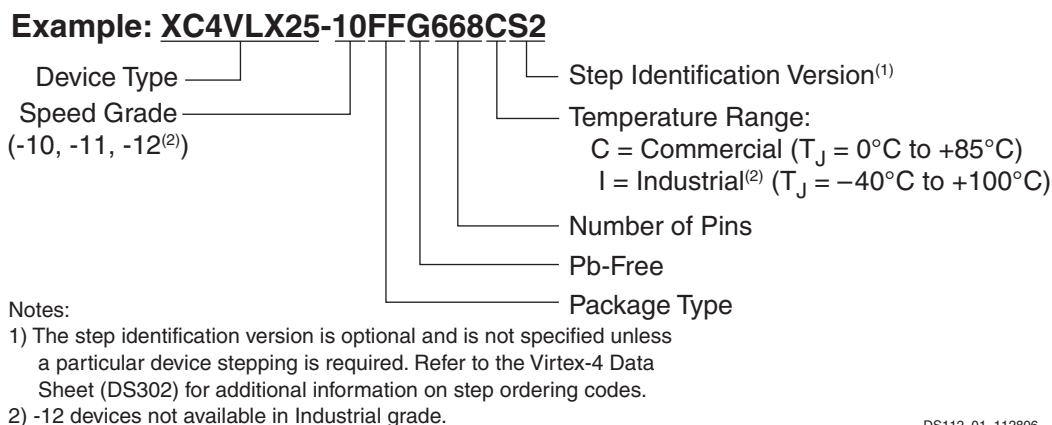 Example: XC4VLX25-10FFG668CS2
Device Type
Speed Grade
(-10, -11, -12(2))
Step Identification Version(1)
Temperature Range:
C = Commercial (TJ = 0°C to +85°C)
I = Industrial(2) (TJ = −40°C to +100°C)
Number of Pins
Pb-Free
Package Type
Notes:
1) The step identification version is optional and is not specified unless
a particular device stepping is required. Refer to the Virtex-4 Data
Sheet (DS302) for additional information on step ordering codes.
2) -12 devices not available in Industrial grade.
DS112_01_112806